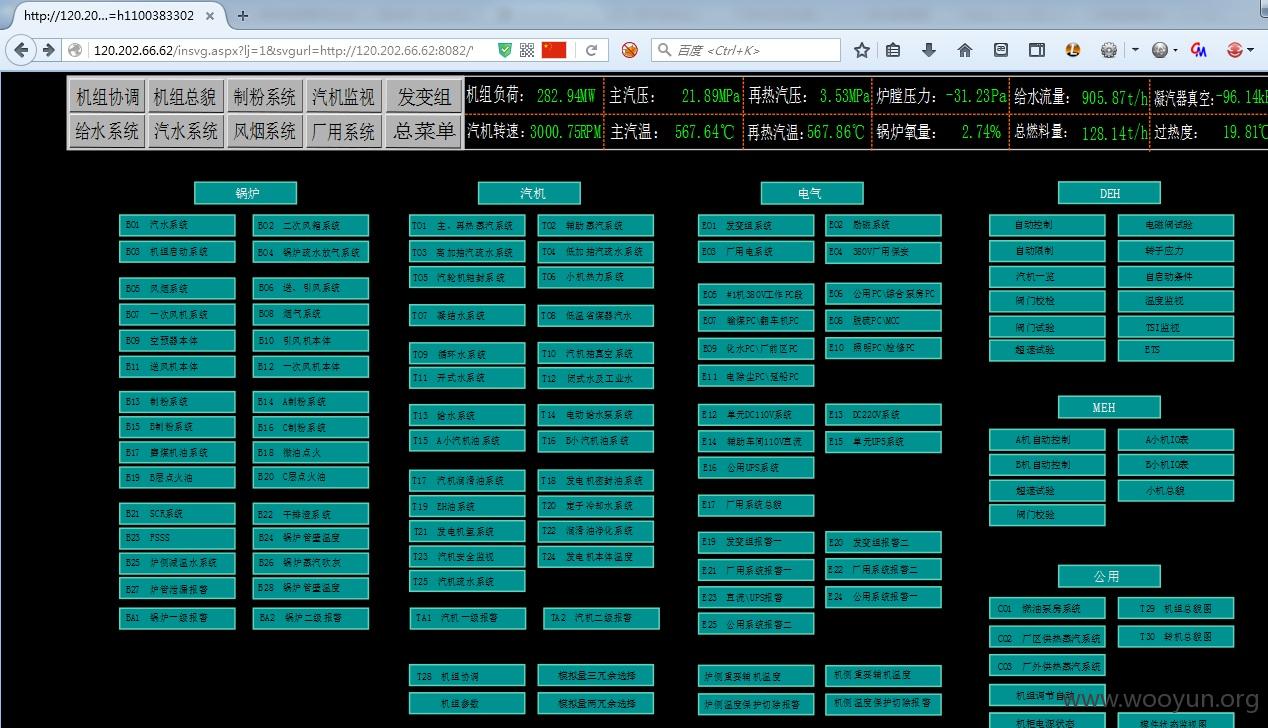 http://120.20...=h1100383302
120.202.66.62/insvg.aspx?lj=1&svgurl=http://120.202.66.62:8082/
百度 <Ctrl+K>
机组协调 机组总貌 制粉系统 汽机监视 发变组
给水系统 汽水系统 风烟系统 厂用系统 总菜单
机组负荷: 282.94MW 主汽压: 21.89MPa 再热汽压: 3.53MPa 炉膛压力: -31.23Pa 给水流量: 905.87t/h 凝汽器真空: -96.14k
汽机转速: 3000.75RPM 主汽温: 567.64℃ 再热汽温: 567.86℃ 锅炉氧量: 2.74% 总燃料量: 128.14t/h 过热度: 19.81℃
锅炉
B01 汽水系统 B02 二次风箱系统
B03 机组启动系统 B04 锅炉疏水放气系统
B05 风烟系统 B06 送、引风系统
B07 一次风机系统 B08 烟气系统
B09 空预器本体 B10 引风机本体
B11 送风机本体 B12 一次风机本体
B13 制粉系统 B14 A制粉系统
B15 B制粉系统 B16 C制粉系统
B17 磨煤机油系统 B18 微油点火
B19 B层点火油 B20 C层点火油
B21 SCR系统 B22 干排渣系统
B23 FSSS B24 锅炉管壁温度
B25 炉侧减温水系统 B26 锅炉蒸汽吹灰
B27 炉管泄漏报警 B28 锅炉管壁温度
BA1 锅炉一级报警 BA2 锅炉二级报警
汽机
T01 主、再热蒸汽系统 T02 辅助蒸汽系统
T03 高加抽汽疏水系统 T04 低加抽汽疏水系统
T05 汽轮机轴封系统 T06 小机热力系统
T07 凝结水系统 T08 低温省煤器汽水
T09 循环水系统 T10 汽机抽真空系统
T11 开式水系统 T12 闭式水及工业水
T13 给水系统 T14 电动给水泵系统
T15 A小汽机油系统 T16 B小汽机油系统
T17 汽机润滑油系统 T18 发电机密封油系统
T19 EH油系统 T20 定子冷却水系统
T21 发电机氢系统 T22 润滑油净化系统
T23 汽机安全监视 T24 发电机本体温度
T25 汽机疏水系统
TA1 汽机一级报警 TA2 汽机二级报警
T28 机组协调 模拟量三冗余选择
机组参数 模拟量两冗余选择
电气
E01 发变组系统 E02 励磁系统
E03 厂用电系统 E04 380V厂用保安
E05 #1机380V工作PC段 E06 公用PC\综合泵房PC
E07 输煤PC\翻车机PC E08 脱硫PC\MCC
E09 化水PC\厂前区PC E10 照明PC\检修PC
E11 电除尘PC\趸船PC
E12 单元DC110V系统 E13 DC220V系统
E14 辅助车间110V直流 E15 单元UPS系统
E16 公用UPS系统
E17 厂用系统总貌
E19 发变组报警一 E20 发变组报警二
E21 厂用系统报警一 E22 厂用系统报警二
E23 直流\UPS报警 E24 公用系统报警一
E25 公用系统报警二
炉侧重要辅机温度 机侧重要辅机温度
炉侧温度保护切除报警 机侧温度保护切除报警
DEH
自动控制 电磁阀试验
自动限制 转子应力
汽机一览 自启动条件
阀门校验 温度监视
阀门试验 TSI监视
超速试验 ETS
MEH
A机自动控制 A小机IO表
B机自动控制 B小机IO表
超速试验 小机总貌
阀门校验
公用
C01 燃油泵房系统 T29 机组总貌图
C02 厂区供热蒸汽系统 T30 转机总貌图
C03 厂外供热蒸汽系统
机组调节自动
机柜电源状态 模件状态监视图
www.wooyun.org